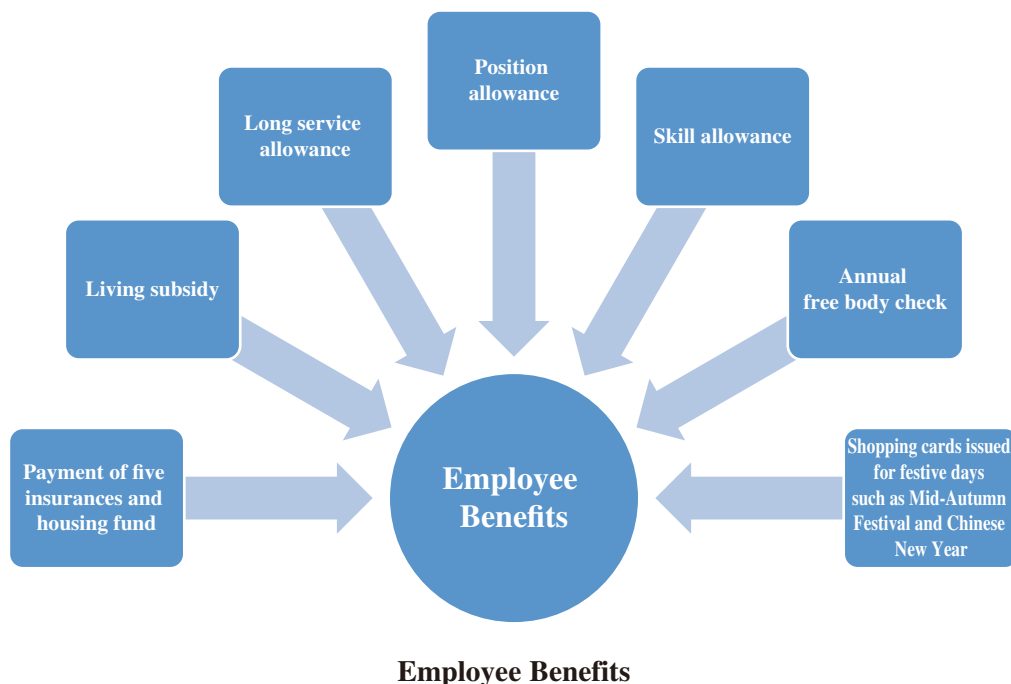 Position
allowance
Long service
allowance
Skill allowance
Living subsidy
Annual
free body check
Payment of five
insurances and
housing fund
Employee
Benefits
Shopping cards issued
for festive days
such as Mid-Autumn
Festival and Chinese
New Year
Employee Benefits